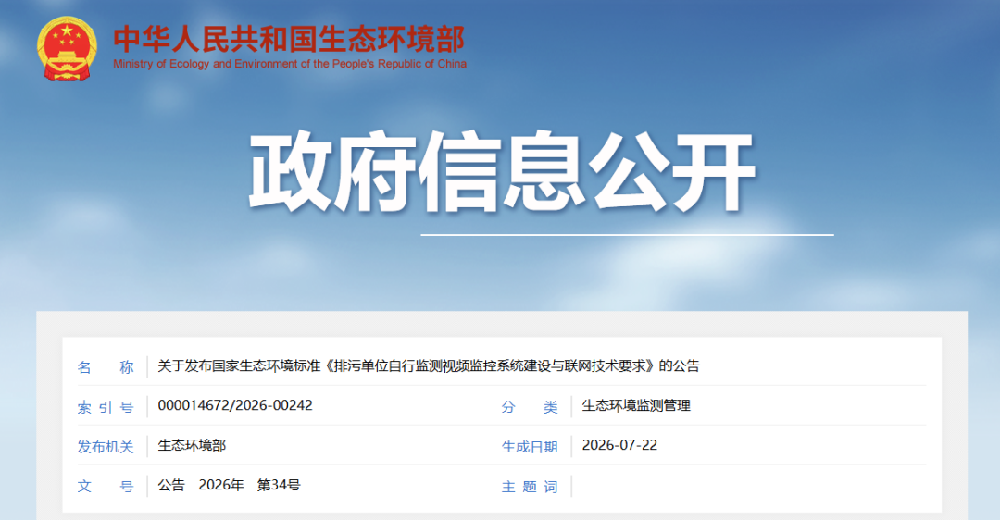 中华人民共和国生态环境部
Ministry of Ecology and Environment of the People's Republic of China
政府信息公开
名 称 关于发布国家生态环境标准《排污单位自行监测视频监控系统建设与联网技术要求》的公告
索引号 000014672/2026-00242 分 类 生态环境监测管理
发布机关 生态环境部 生成日期 2026-07-22
文 号 公告 2026年 第34号 主题词